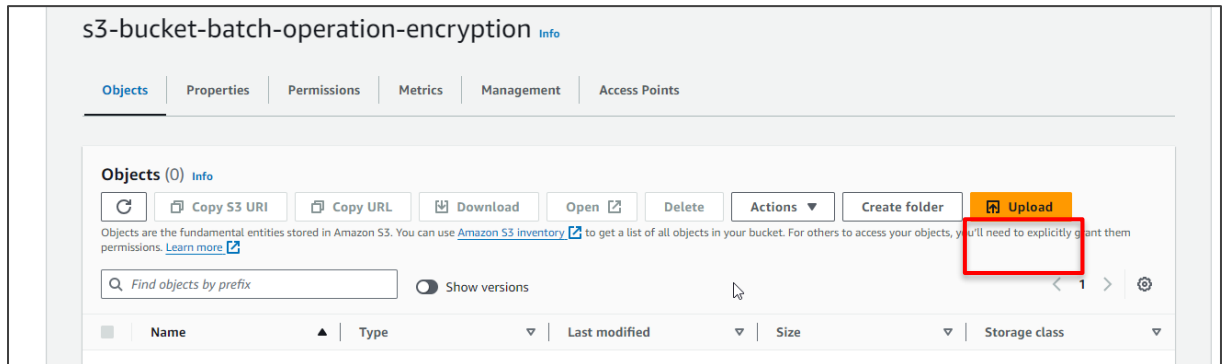 s3-bucket-batch-operation-encryption Info
Objects Properties Permissions Metrics Management Access Points
Objects (0) Info
Copy S3 URI Copy URL Download Open Delete Actions Create folder Upload
Objects are the fundamental entities stored in Amazon S3. You can use Amazon S3 inventory to get a list of all objects in your bucket. For others to access your objects, you'll need to explicitly grant them
permissions. Learn more
Find objects by prefix Show versions 1
Name Type Last modified Size Storage class